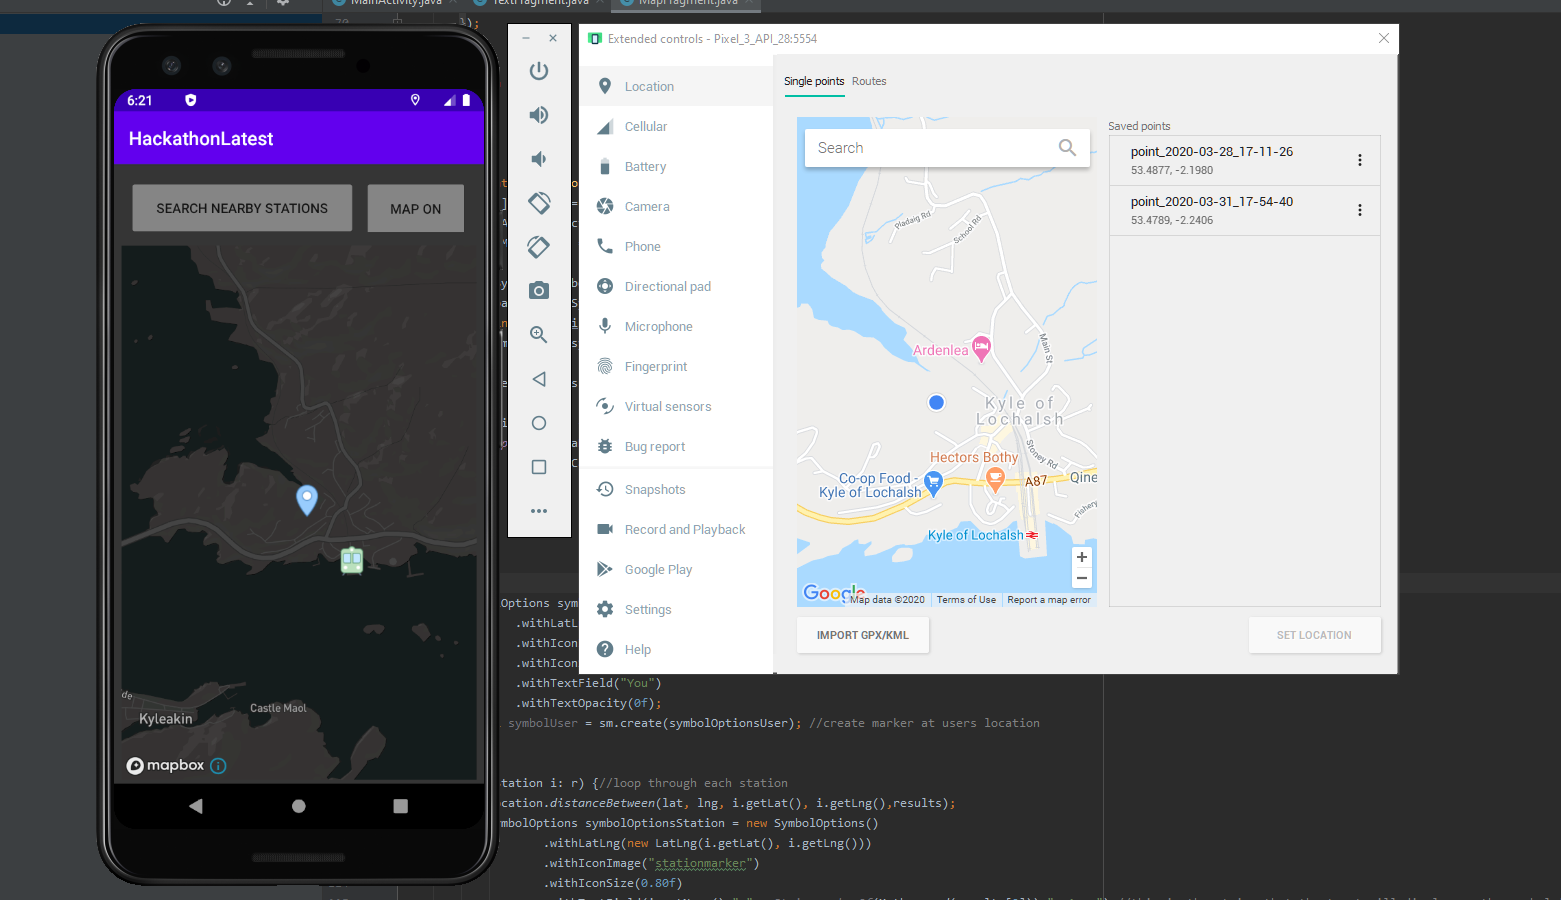 MainActivity.java
TextFragment.java
MapFragment.java
});
6:21
HackathonLatest
SEARCH NEARBY STATIONS
MAP ON
Kyleakin
Castle Maol
mapbox
Extended controls - Pixel_3_API_28:5554
Location
Cellular
Battery
Camera
Phone
Directional pad
Microphone
Fingerprint
Virtual sensors
Bug report
Snapshots
Record and Playback
Google Play
Settings
Help
Single points
Routes
Search
Pladaig Rd
School Rd
Main St
Ardenlea
Kyle of
Lochalsh
Stoney Rd
Hectors Bothy
Co-op Food -
Kyle of Lochalsh
A87
Qine
Fishery
Kyle of Lochalsh
+
−
Google
Map data ©2020
Terms of Use
Report a map error
Saved points
point_2020-03-28_17-11-26
53.4877, -2.1980
point_2020-03-31_17-54-40
53.4789, -2.2406
IMPORT GPX/KML
SET LOCATION
Options sym
.withLatL
.withIcon
.withIcon
.withTextField("You")
.withTextOpacity(0f);
symbolUser = sm.create(symbolOptionsUser); //create marker at users location
tation i: r) {//loop through each station
ocation.distanceBetween(lat, lng, i.getLat(), i.getLng(),results);
mbolOptions symbolOptionsStation = new SymbolOptions()
.withLatLng(new LatLng(i.getLat(), i.getLng()))
.withIconImage("stationmarker")
.withIconSize(0.80f)